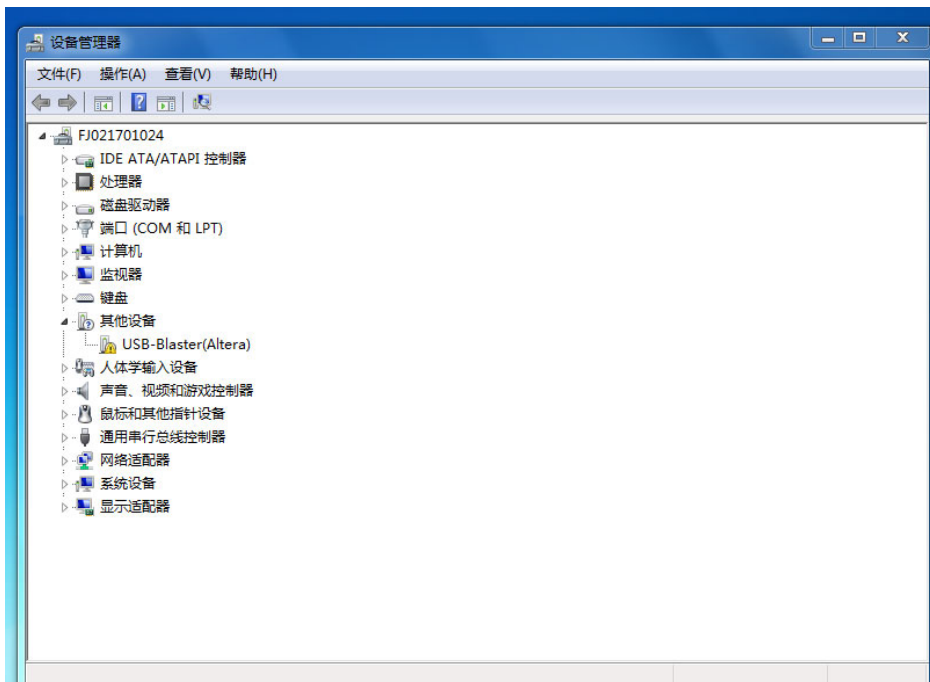 设备管理器
文件(F) 操作(A) 查看(V) 帮助(H)
FJ021701024
IDE ATA/ATAPI 控制器
处理器
磁盘驱动器
端口 (COM 和 LPT)
计算机
监视器
键盘
其他设备
USB-Blaster(Altera)
人体学输入设备
声音、视频和游戏控制器
鼠标和其他指针设备
通用串行总线控制器
网络适配器
系统设备
显示适配器